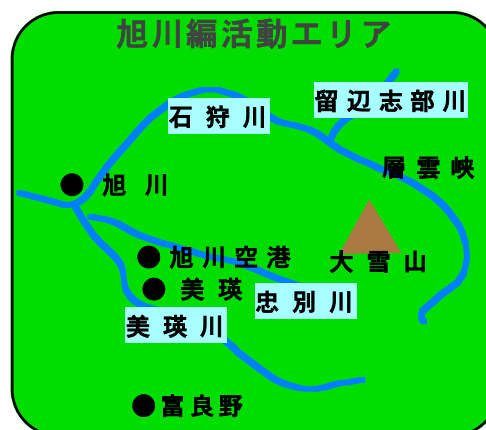 旭川編活動エリア
留辺志部川
石狩川
層雲峡
旭川
旭川空港
大雪山
美瑛
忠別川
美瑛川
富良野